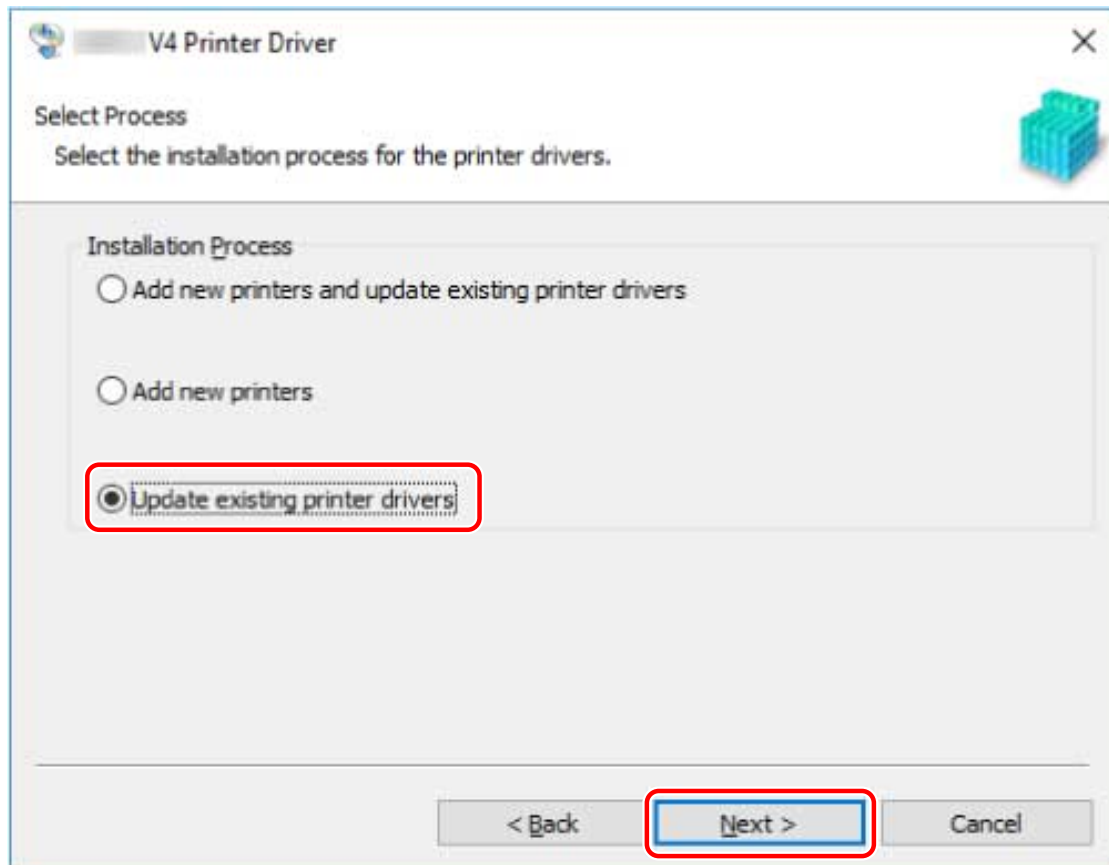 V4 Printer Driver
Select Process
Select the installation process for the printer drivers.
Installation Process
Add new printers and update existing printer drivers
Add new printers
Update existing printer drivers
< Back
Next >
Cancel